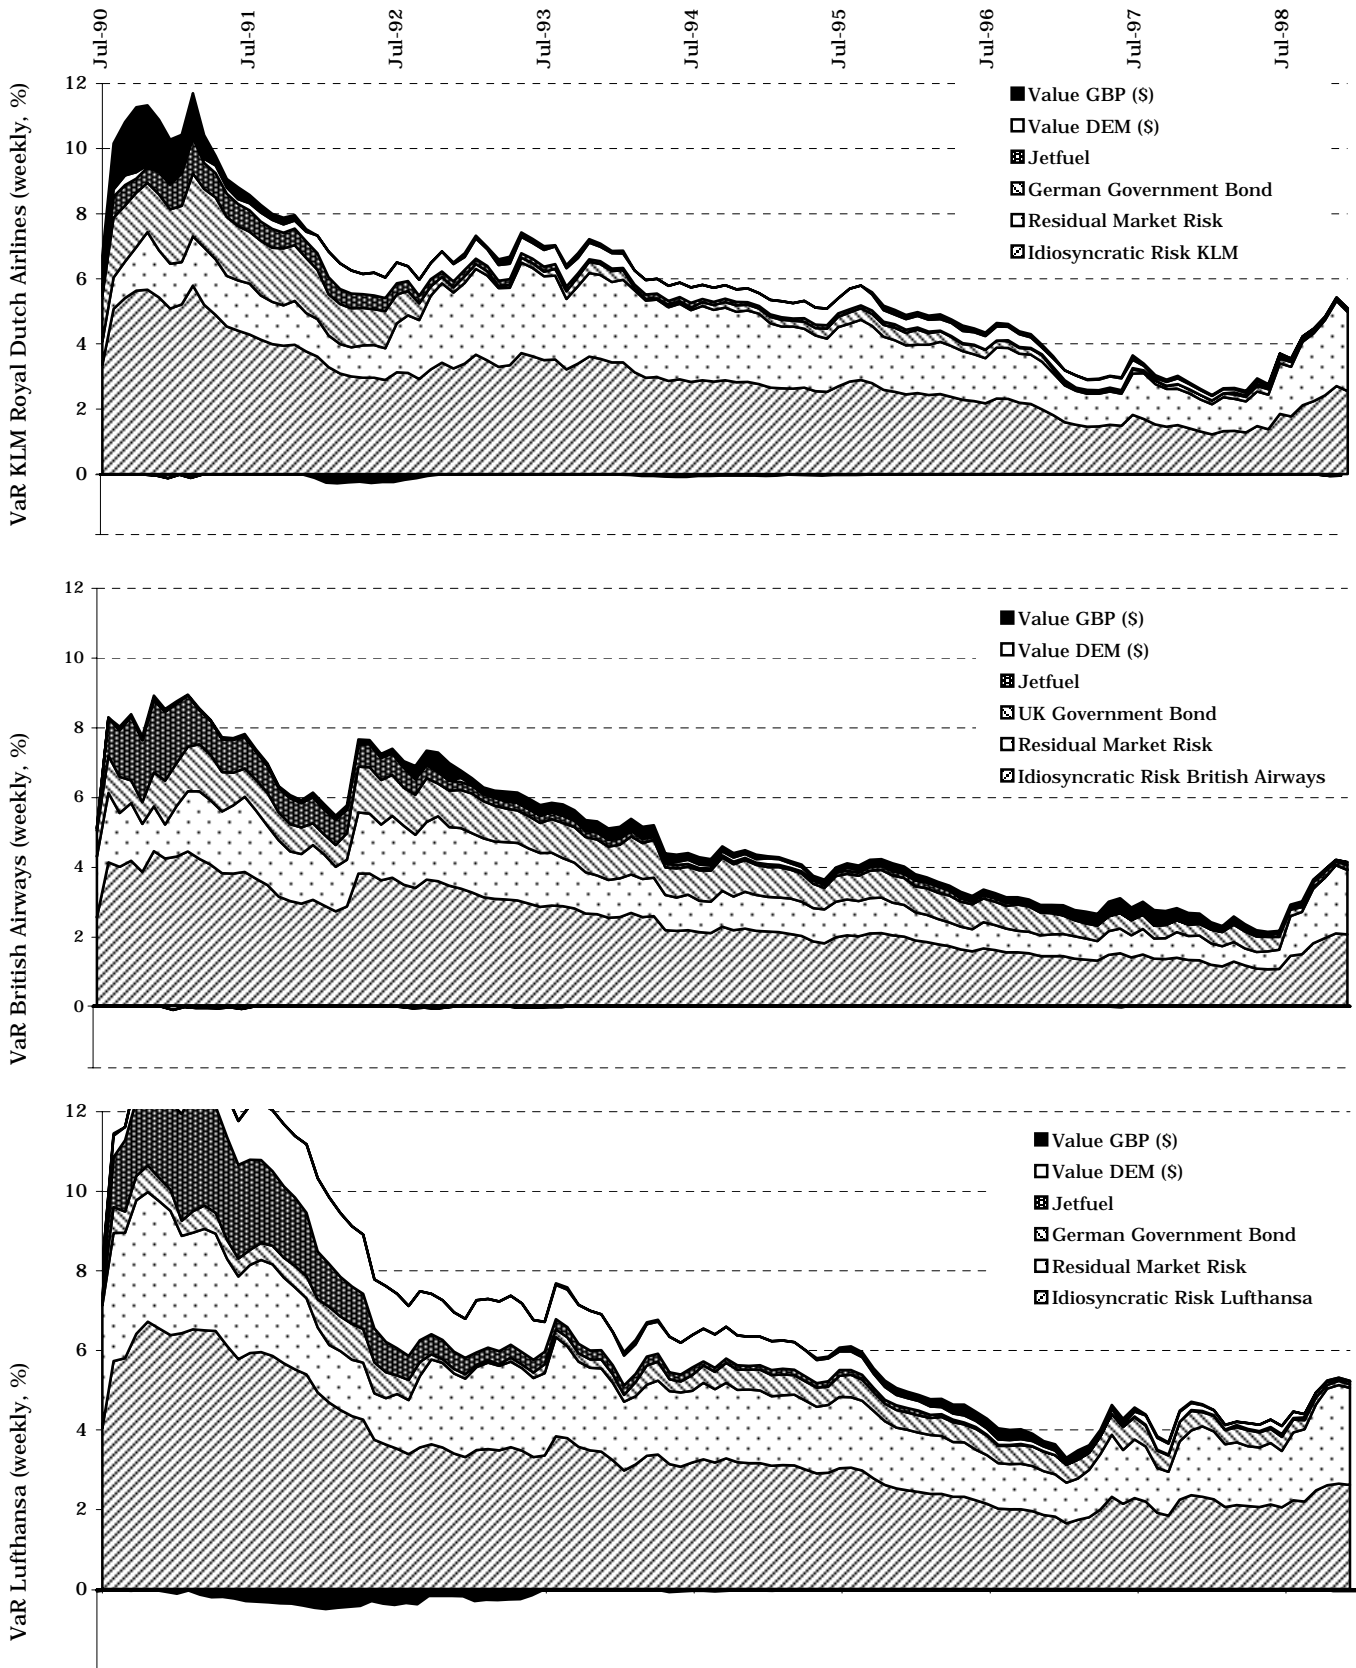 Jul-90
Jul-91
Jul-92
Jul-93
Jul-94
Jul-95
Jul-96
Jul-97
Jul-98
VaR KLM Royal Dutch Airlines (weekly, %)
12
10
8
6
4
2
0
Value GBP ($)
Value DEM ($)
Jetfuel
German Government Bond
Residual Market Risk
Idiosyncratic Risk KLM
VaR British Airways (weekly, %)
12
10
8
6
4
2
0
Value GBP ($)
Value DEM ($)
Jetfuel
UK Government Bond
Residual Market Risk
Idiosyncratic Risk British Airways
VaR Lufthansa (weekly, %)
12
10
8
6
4
2
0
Value GBP ($)
Value DEM ($)
Jetfuel
German Government Bond
Residual Market Risk
Idiosyncratic Risk Lufthansa